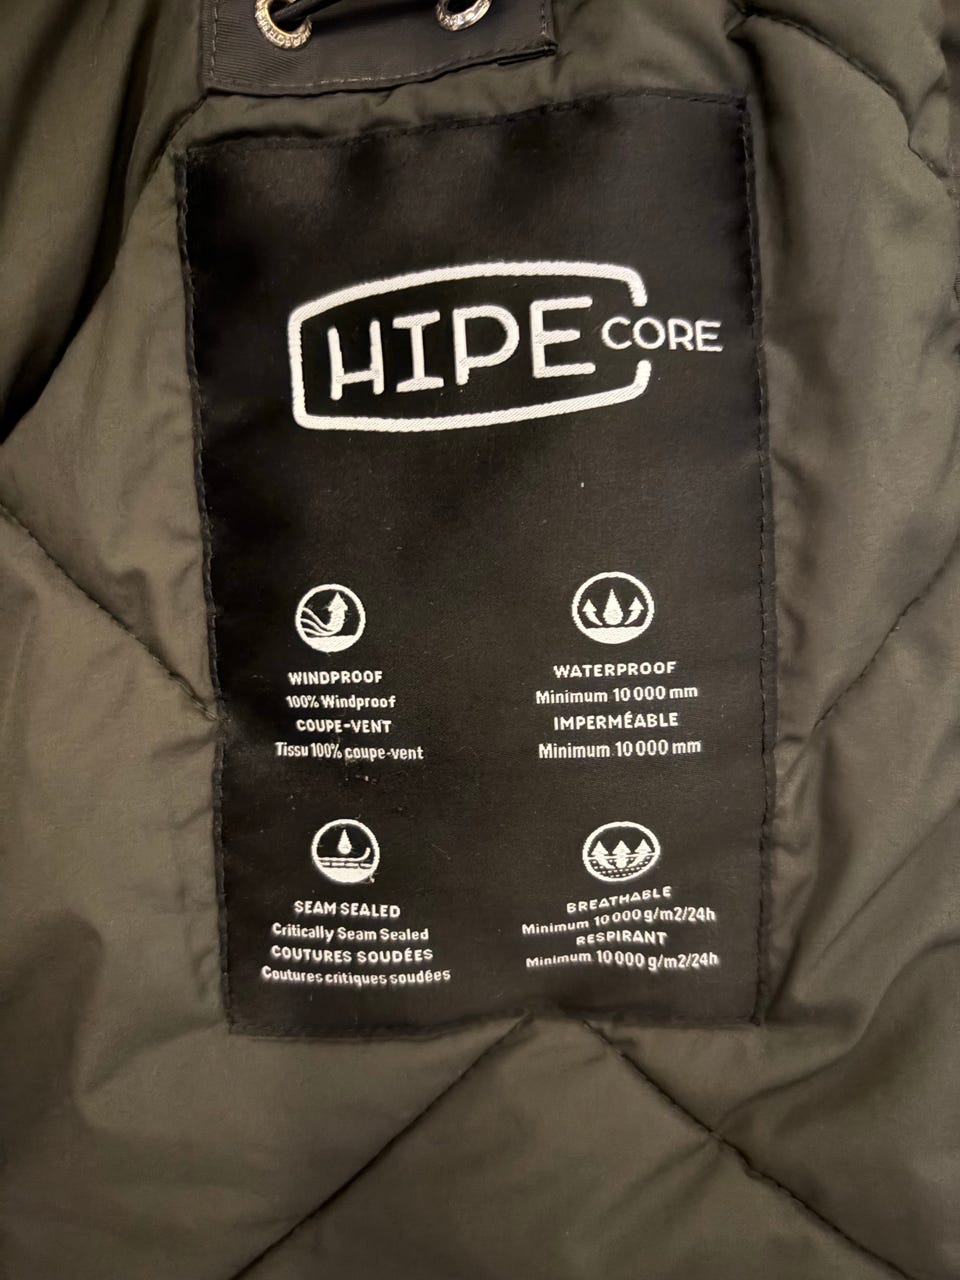 HIPE CORE
WINDPROOF
100% Windproof
COUPE-VENT
Tissu 100% coupe-vent
WATERPROOF
Minimum 10 000 mm
IMPERMÉABLE
Minimum 10 000 mm
SEAM SEALED
Critically Seam Sealed
COUTURES SOUDÉES
Coutures critiques soudées
BREATHABLE
Minimum 10 000 g/m2/24h
RESPIRANT
Minimum 10 000 g/m2/24h